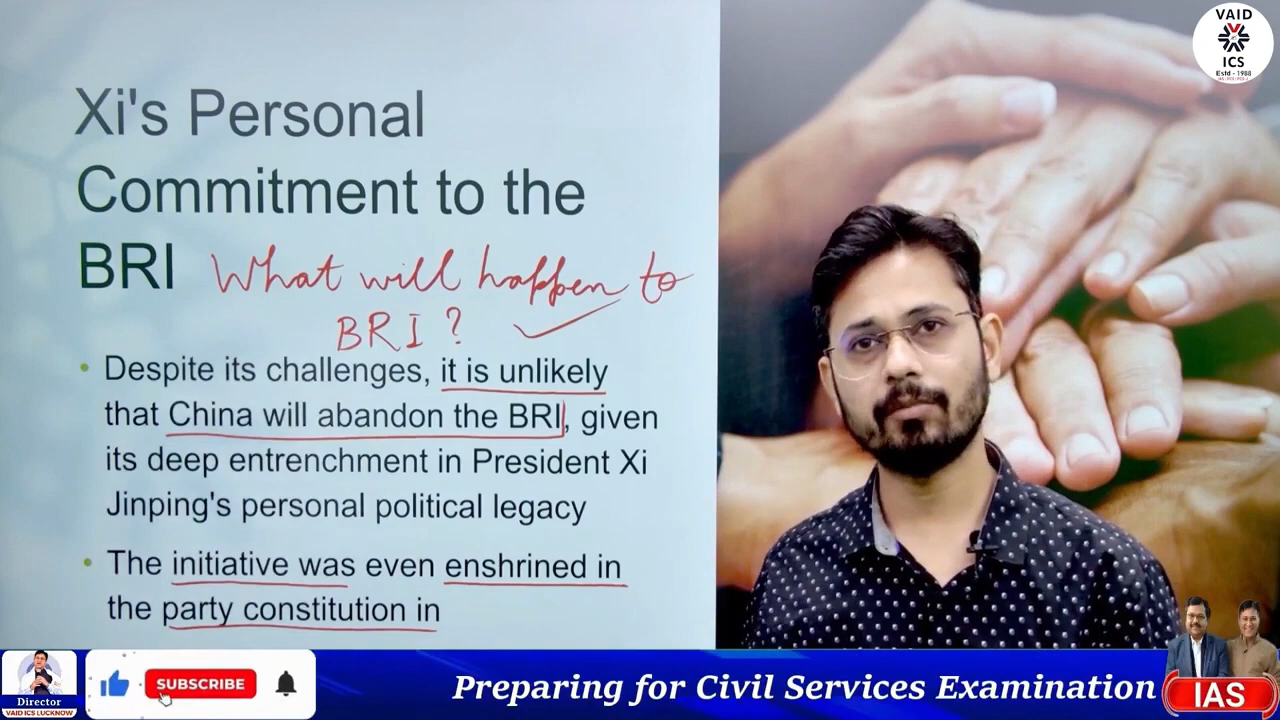 Xi's Personal
Commitment to the
BRI
What will happen to
BRI ?
• Despite its challenges, it is unlikely
that China will abandon the BRI, given
its deep entrenchment in President Xi
Jinping's personal political legacy
• The initiative was even enshrined in
the party constitution in
VAID
ICS
Estd - 1988
Director
VAID ICS LUCKNOW
SUBSCRIBE
Preparing for Civil Services Examination
IAS